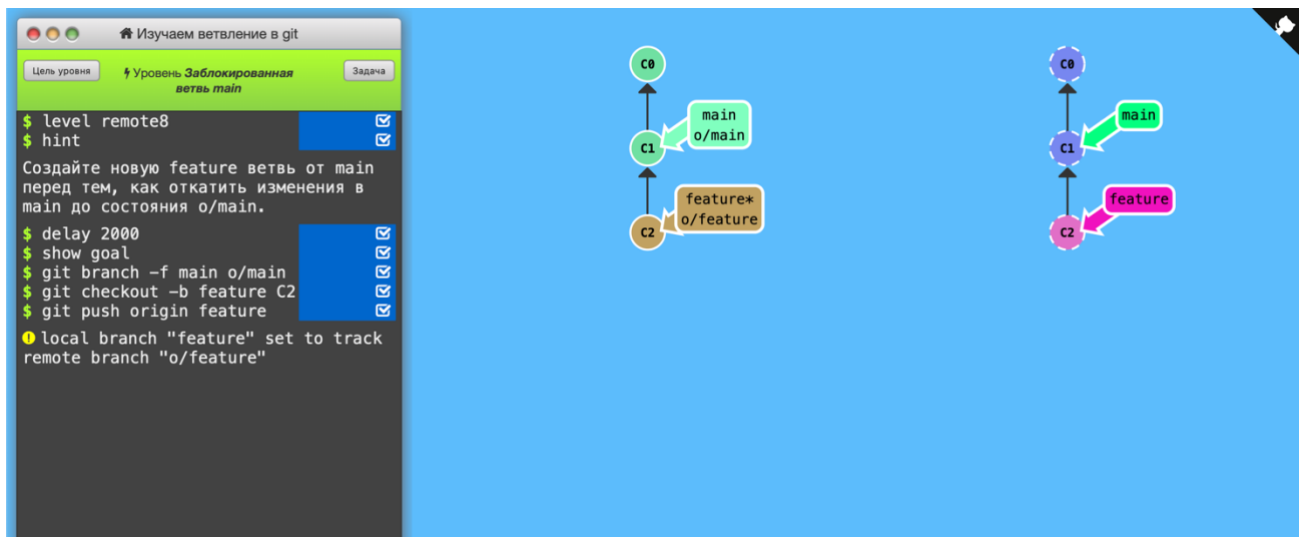 Изучаем ветвление в git
Цель уровня
Уровень Заблокированная
ветвь main
Задача
$ level remote8
$ hint
Создайте новую feature ветвь от main
перед тем, как откатить изменения в
main до состояния o/main.
$ delay 2000
$ show goal
$ git branch -f main o/main
$ git checkout -b feature C2
$ git push origin feature
local branch "feature" set to track
remote branch "o/feature"
C0
main
o/main
C1
feature*
o/feature
C2
C0
main
C1
feature
C2